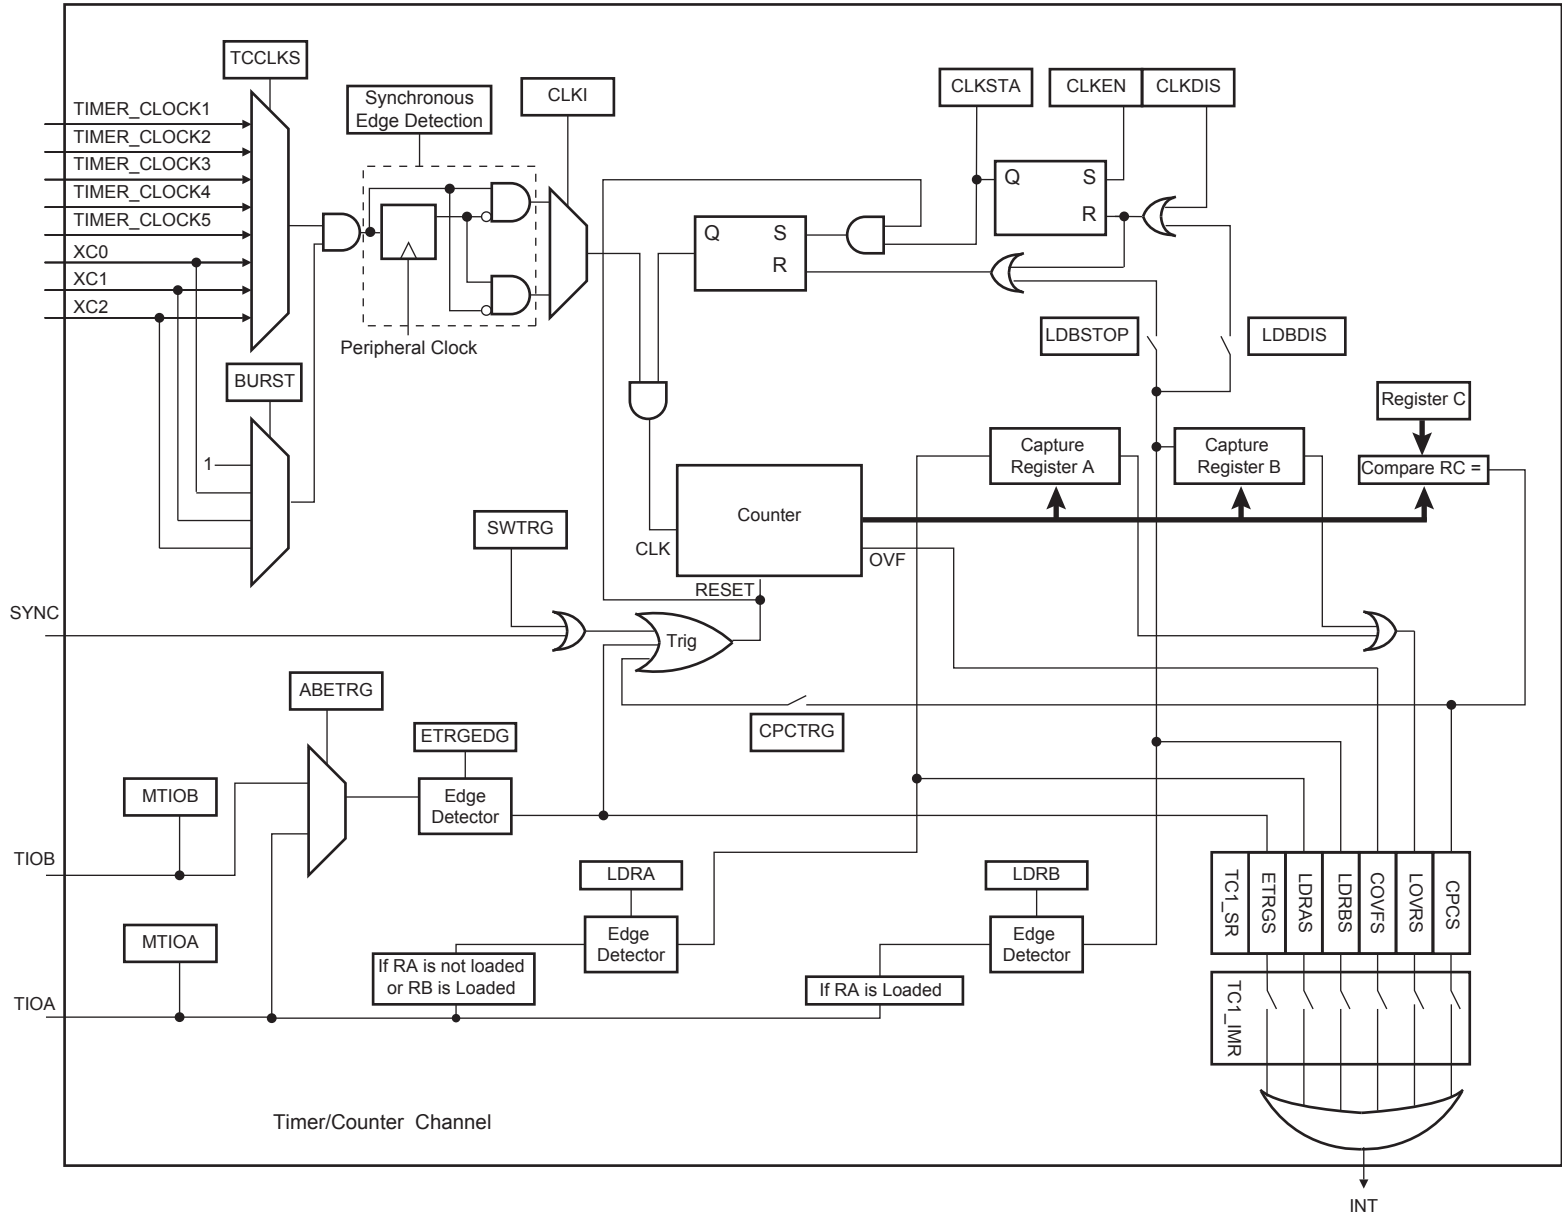 TCCLKS
TIMER_CLOCK1
TIMER_CLOCK2
TIMER_CLOCK3
TIMER_CLOCK4
TIMER_CLOCK5
XC0
XC1
XC2
Synchronous
Edge Detection
CLKI
Peripheral Clock
CLKSTA
CLKEN
CLKDIS
Q
S
R
Q
S
R
LDBSTOP
LDBDIS
BURST
1
Register C
Capture
Register A
Capture
Register B
Compare RC =
Counter
CLK
OVF
RESET
SWTRG
SYNC
Trig
ABETRG
CPCTRG
ETRGEDG
Edge
Detector
MTIOB
TIOB
LDRA
LDRB
Edge
Detector
Edge
Detector
MTIOA
TIOA
If RA is not loaded
or RB is Loaded
If RA is Loaded
TC1_SR
ETRGS
LDRAS
LDRBS
COVFS
LOVRS
CPCS
TC1_IMR
Timer/Counter Channel
INT